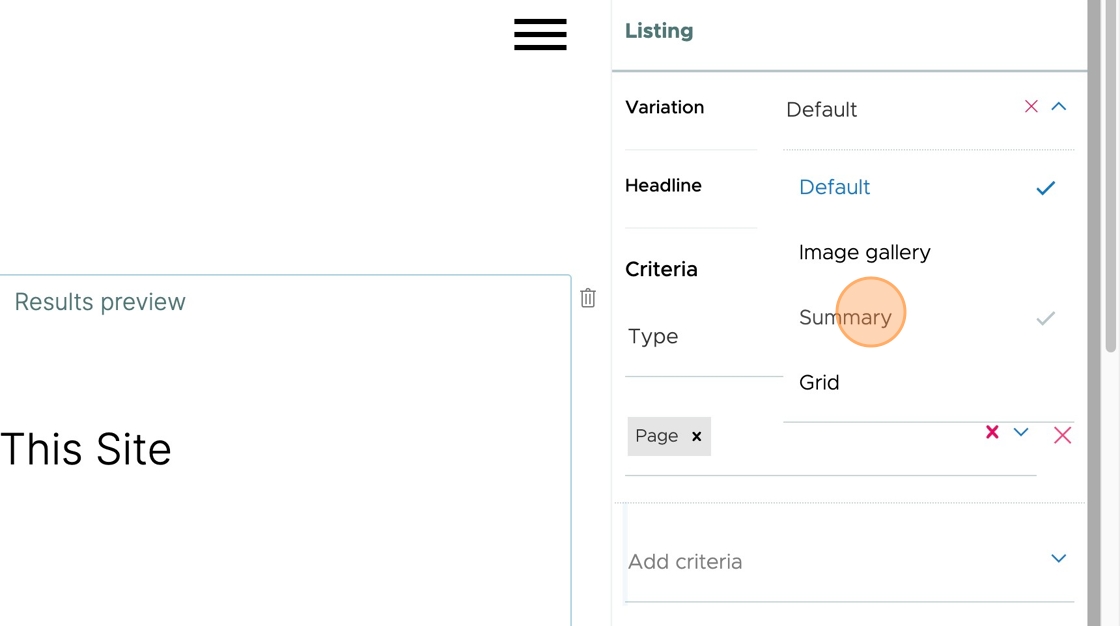 Listing
Variation
Default
Default
Headline
Image gallery
Criteria
Results preview
Summary
Type
Grid
Page x
This Site
Add criteria